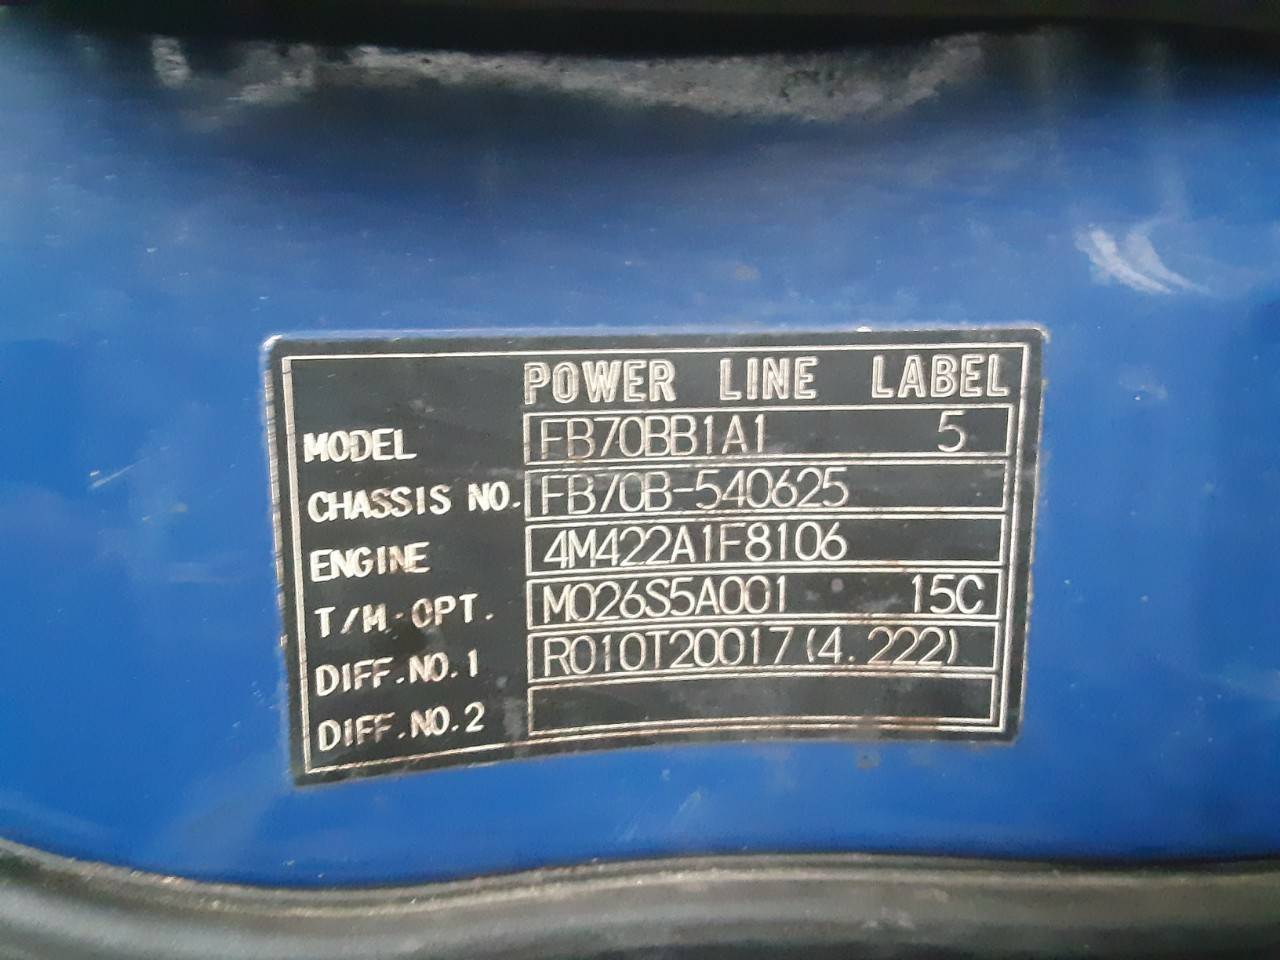 POWER LINE LABEL
MODEL FB70BB1A1 5
CHASSIS NO. FB70B-540625
ENGINE 4M422A1F8106
T/M·OPT. M026S5A001 15C
DIFF.NO.1 R010T20017(4.222)
DIFF.NO.2